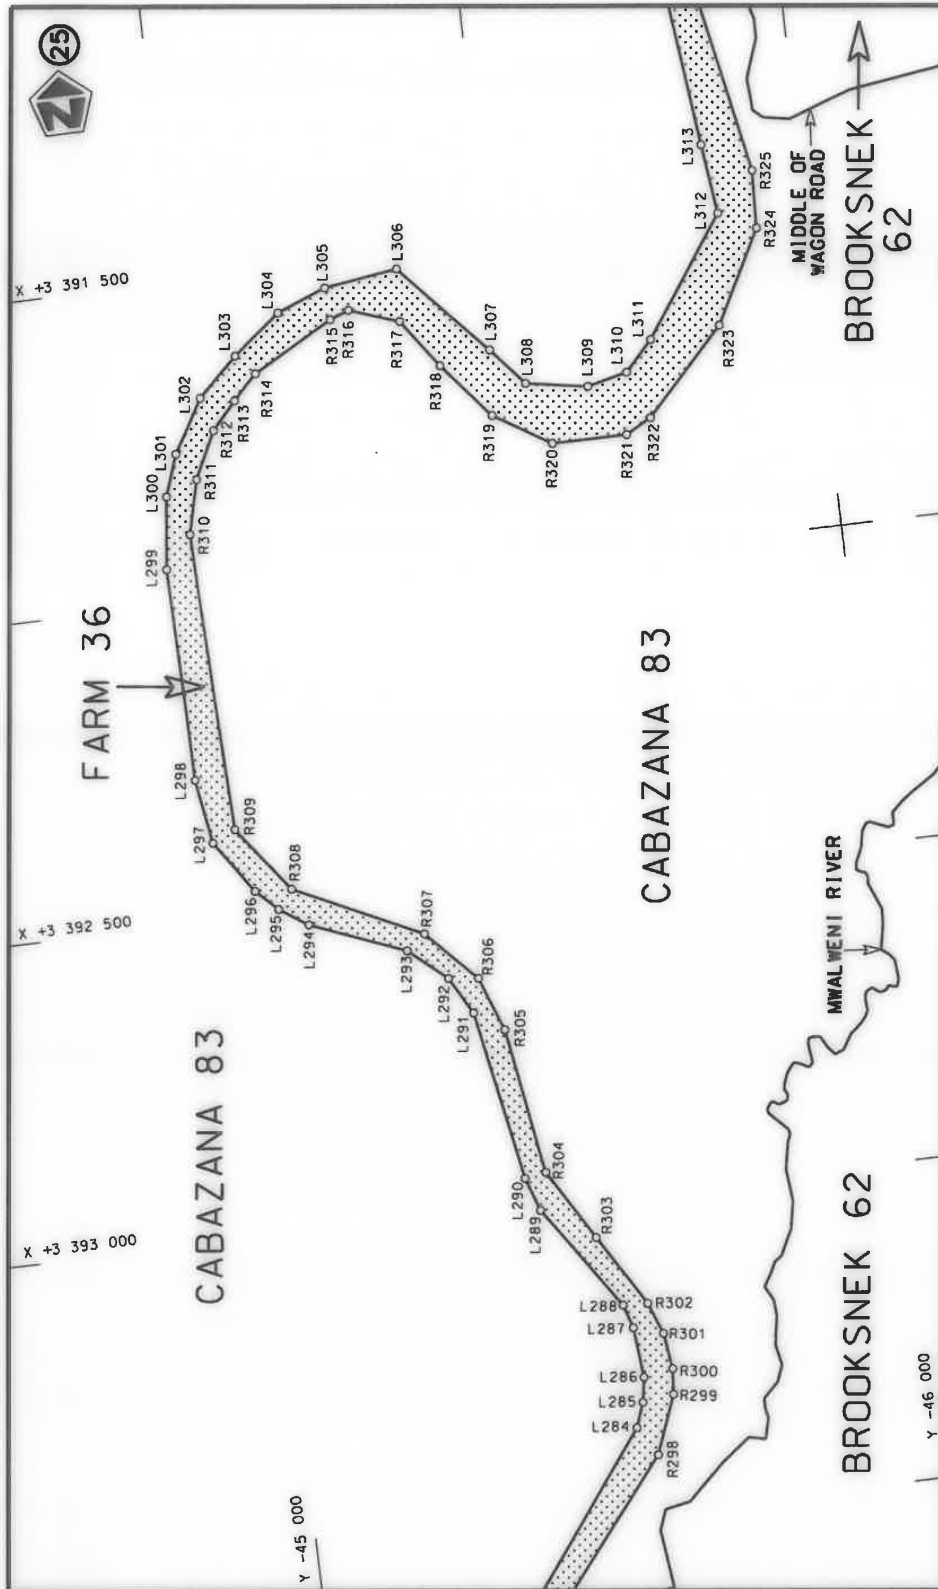 25
N
X +3 391 500
X +3 392 500
X +3 393 000
Y -45 000
Y -46 000
FARM 36
CABAZANA 83
CABAZANA 83
BROOKSNEK 62
BROOKSNEK
62
MIDDLE OF
WAGON ROAD
MWALWENI RIVER
L284
L285
L286
L287
L288
L289
L290
L291
L292
L293
L294
L295
L296
L297
L298
L299
L300
L301
L302
L303
L304
L305
L306
L307
L308
L309
L310
L311
L312
L313
R298
R299
R300
R301
R302
R303
R304
R305
R306
R307
R308
R309
R310
R311
R312
R313
R314
R315
R316
R317
R318
R319
R320
R321
R322
R323
R324
R325